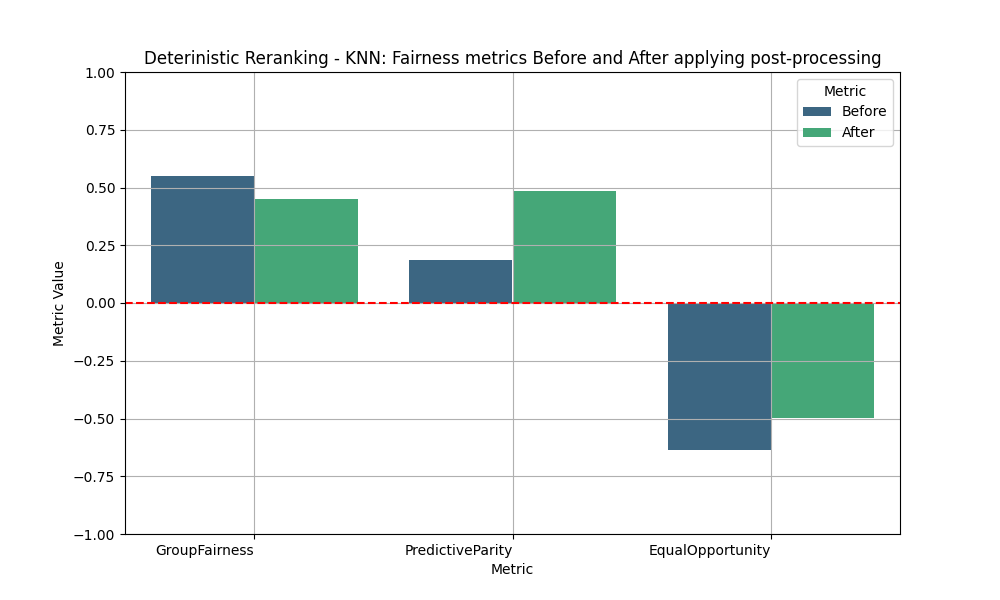 Deterinistic Reranking - KNN: Fairness metrics Before and After applying post-processing
Metric
Before
After
1.00
0.75
0.50
0.25
0.00
−0.25
−0.50
−0.75
−1.00
Metric Value
GroupFairness
PredictiveParity
EqualOpportunity
Metric